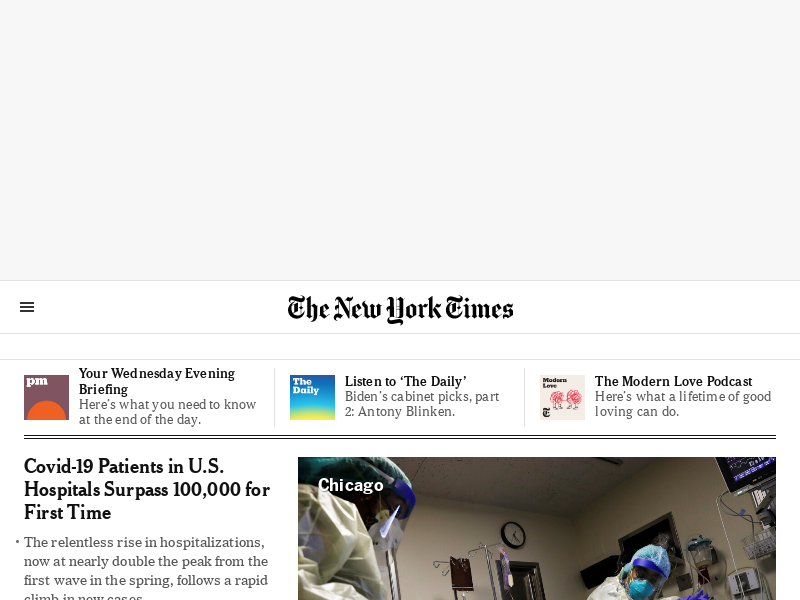 The New York Times
pm
Your Wednesday Evening
Briefing
Here's what you need to know
at the end of the day.
The
Daily
Listen to ‘The Daily’
Biden's cabinet picks, part
2: Antony Blinken.
Modern
Love
The Modern Love Podcast
Here's what a lifetime of good
loving can do.
Covid-19 Patients in U.S.
Hospitals Surpass 100,000 for
First Time
• The relentless rise in hospitalizations,
now at nearly double the peak from the
first wave in the spring, follows a rapid
climb in new cases.
Chicago